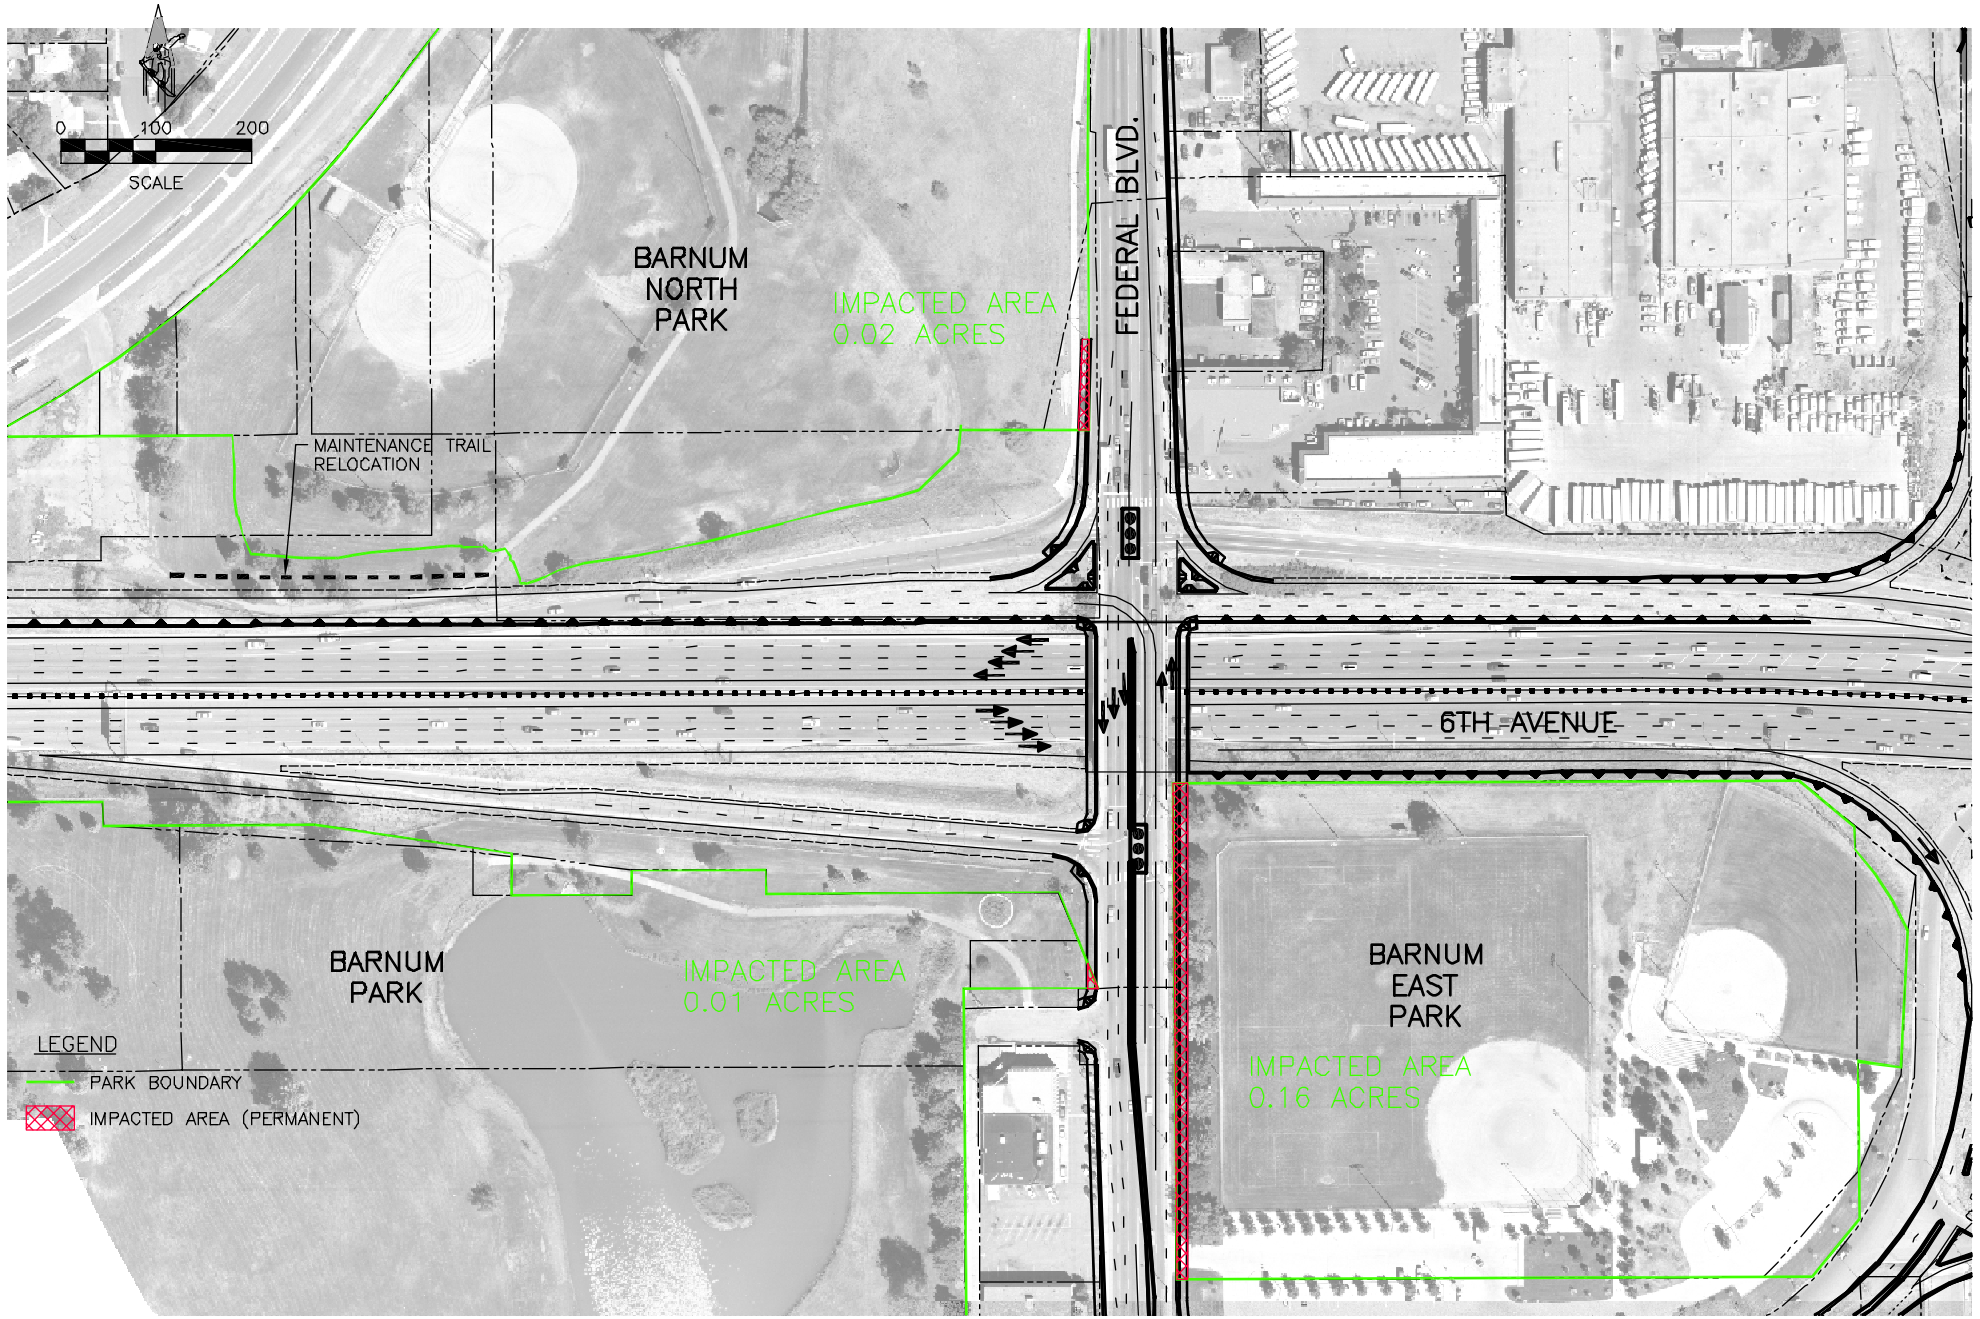 0 100 200
SCALE
FEDERAL BLVD.
BARNUM
NORTH
PARK
IMPACTED AREA
0.02 ACRES
MAINTENANCE TRAIL
RELOCATION
6TH AVENUE
BARNUM
PARK
IMPACTED AREA
0.01 ACRES
BARNUM
EAST
PARK
IMPACTED AREA
0.16 ACRES
LEGEND
PARK BOUNDARY
IMPACTED AREA (PERMANENT)